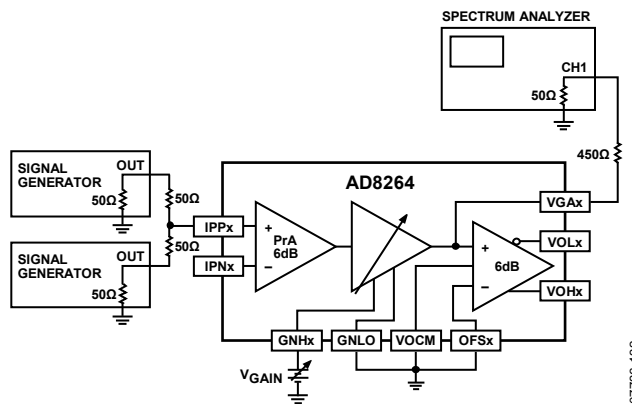 SPECTRUM ANALYZER
CH1
50Ω
450Ω
SIGNAL
GENERATOR
OUT
50Ω
50Ω
SIGNAL
GENERATOR
OUT
50Ω
50Ω
AD8264
IPPx
IPNx
+
–
PrA
6dB
+
–
6dB
VGAx
VOLx
VOHx
GNHx
GNLO
VOCM
OFSx
VGAIN